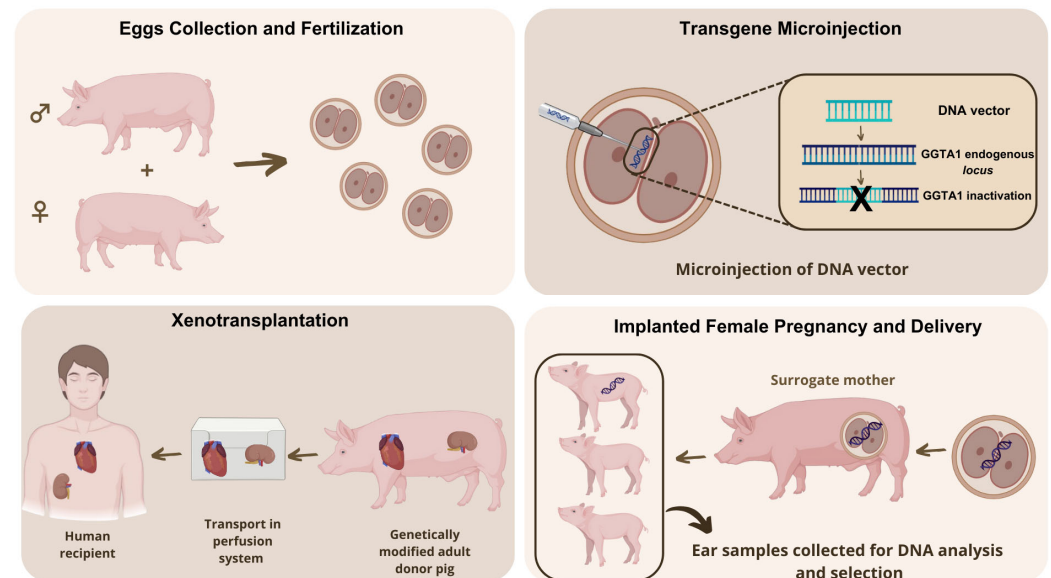 Eggs Collection and Fertilization
♂
+
♀
Transgene Microinjection
DNA vector
GGTA1 endogenous
locus
X
GGTA1 inactivation
Microinjection of DNA vector
Xenotransplantation
Human
recipient
Transport in
perfusion
system
Genetically
modified adult
donor pig
Implanted Female Pregnancy and Delivery
Surrogate mother
Ear samples collected for DNA analysis
and selection